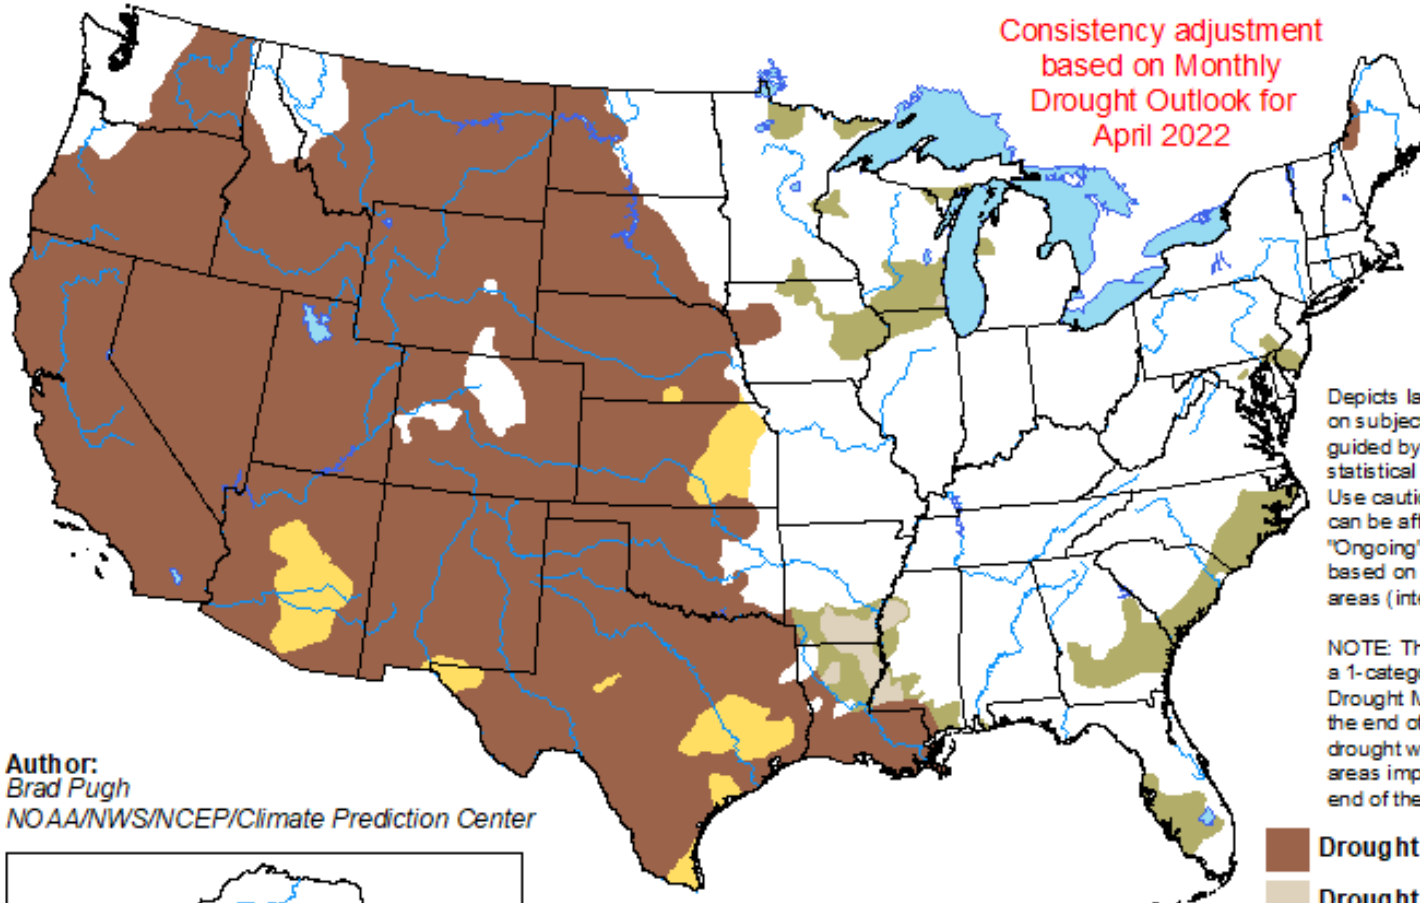 Consistency adjustment
based on Monthly
Drought Outlook for
April 2022
Depicts la
on subjec
guided by
statistical
Use cauti
can be aff
"Ongoing"
based on
areas (inte
NOTE: Th
a 1-catego
Drought M
the end of
drought w
areas imp
end of the
Author:
Brad Pugh
NOAA/NWS/NCEP/Climate Prediction Center
Drought
Drought